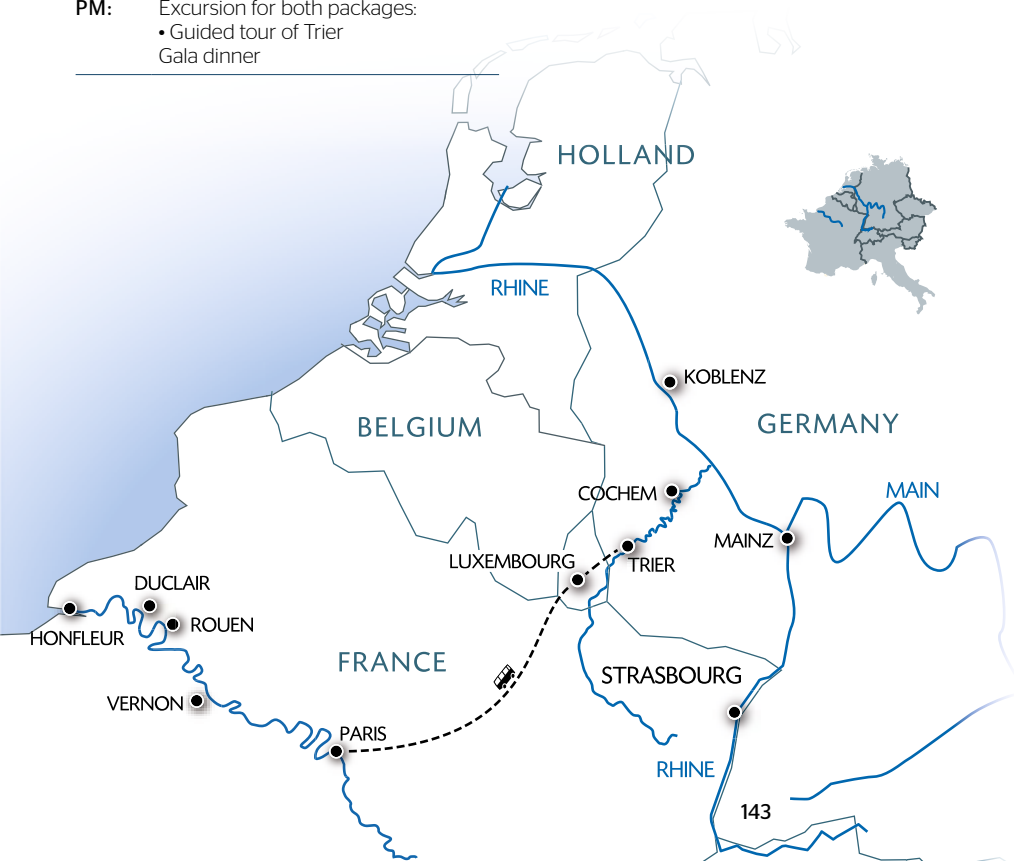 PM: Excursion for both packages:
• Guided tour of Trier
Gala dinner
HOLLAND
RHINE
KOBLENZ
GERMANY
BELGIUM
COCHEM
MAIN
MAINZ
LUXEMBOURG
TRIER
DUCLAIR
ROUEN
HONFLEUR
FRANCE
STRASBOURG
VERNON
PARIS
RHINE
143